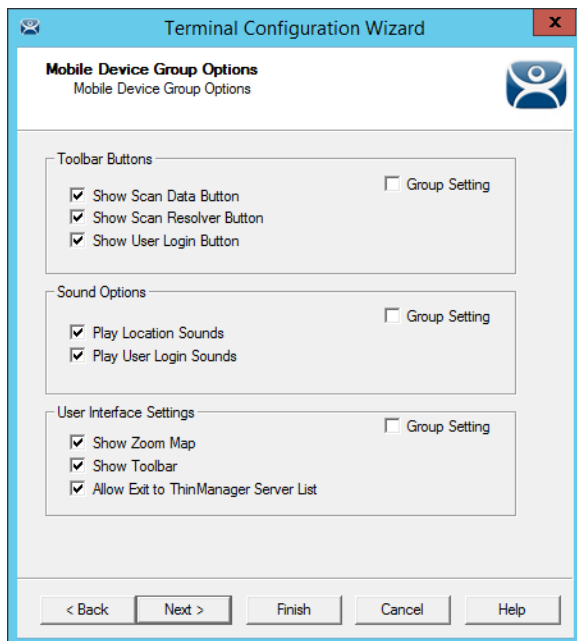 Terminal Configuration Wizard
x
Mobile Device Group Options
Mobile Device Group Options
Toolbar Buttons
Group Setting
Show Scan Data Button
Show Scan Resolver Button
Show User Login Button
Sound Options
Group Setting
Play Location Sounds
Play User Login Sounds
User Interface Settings
Group Setting
Show Zoom Map
Show Toolbar
Allow Exit to ThinManager Server List
< Back Next > Finish Cancel Help